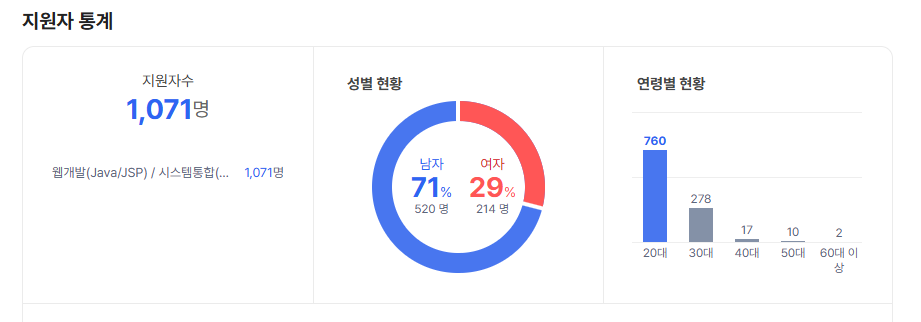 지원자 통계
지원자수
1,071명
웹개발(Java/JSP) / 시스템통합(... 1,071명
성별 현황
남자 여자
71% 29%
520 명 214 명
연령별 현황
760
278
17
10
2
20대 30대 40대 50대 60대 이
상